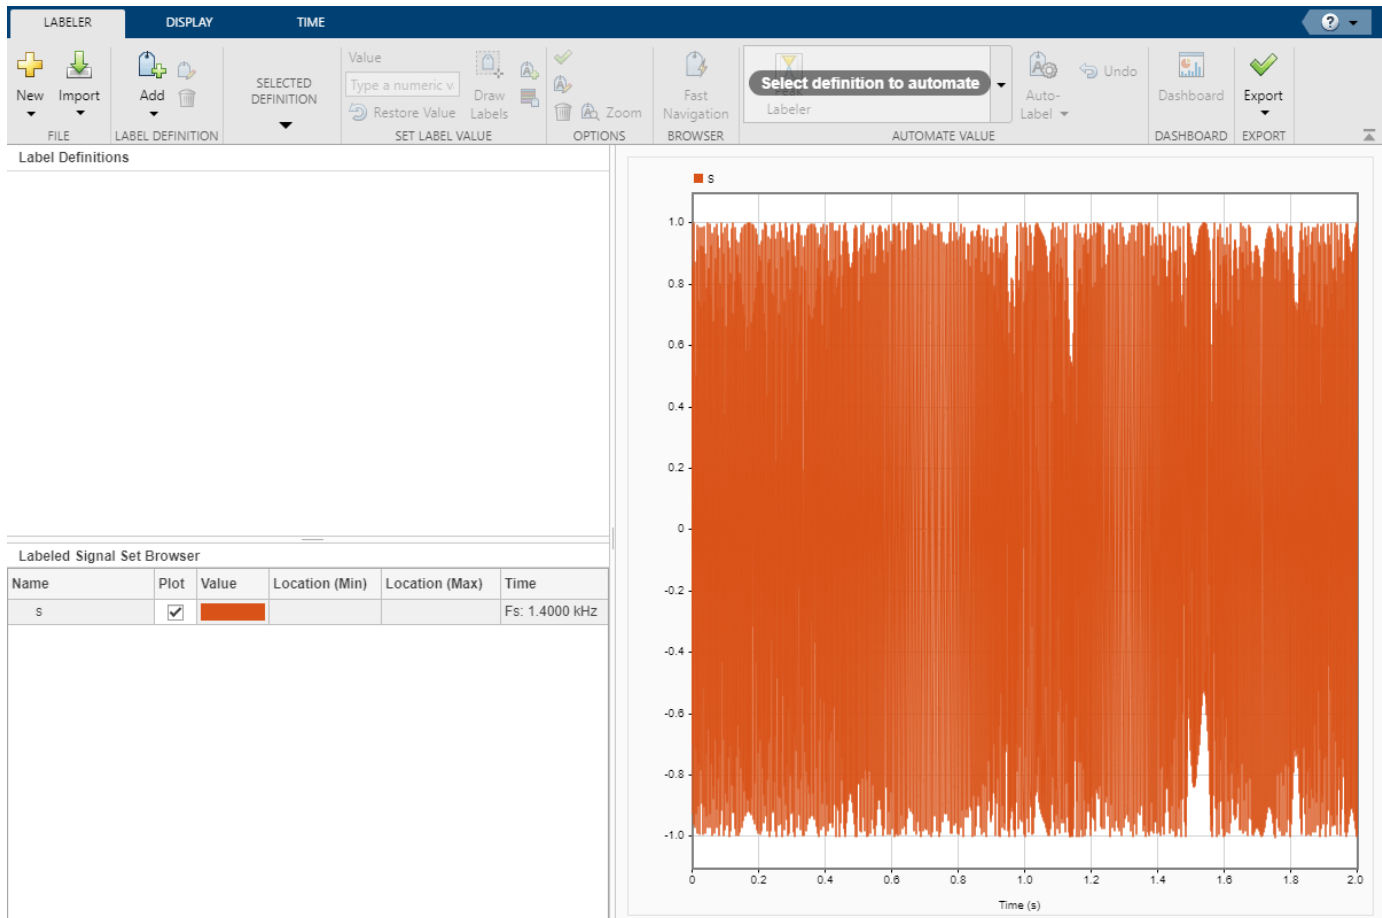 LABELER DISPLAY TIME
?
New Import
Add
SELECTED
DEFINITION
Value
Type a numeric v
Restore Value
Draw
Labels
Zoom
Fast
Navigation
Select definition to automate
Labeler
Auto-
Label
Undo
Dashboard
Export
FILE LABEL DEFINITION SET LABEL VALUE OPTIONS BROWSER AUTOMATE VALUE DASHBOARD EXPORT
Label Definitions
Labeled Signal Set Browser
Name Plot Value Location (Min) Location (Max) Time
s Fs: 1.4000 kHz
s
1.0
0.8
0.6
0.4
0.2
0
-0.2
-0.4
-0.6
-0.8
-1.0
0 0.2 0.4 0.6 0.8 1.0 1.2 1.4 1.6 1.8 2.0
Time (s)